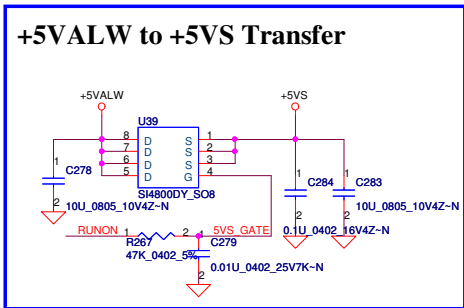 +5VALW to +5VS Transfer
+5VALW
+5VS
U39
8 D S 1
7 D S 2
6 D S 3
5 D G 4
SI4800DY_SO8
1
C278
2
10U_0805_10V4Z~N
1
C284
2
0.1U_0402_16V4Z~N
1
C283
2
10U_0805_10V4Z~N
RUNON 1 2 5VS_GATE
R267
47K_0402_5%
1
C279
2
0.01U_0402_25V7K~N